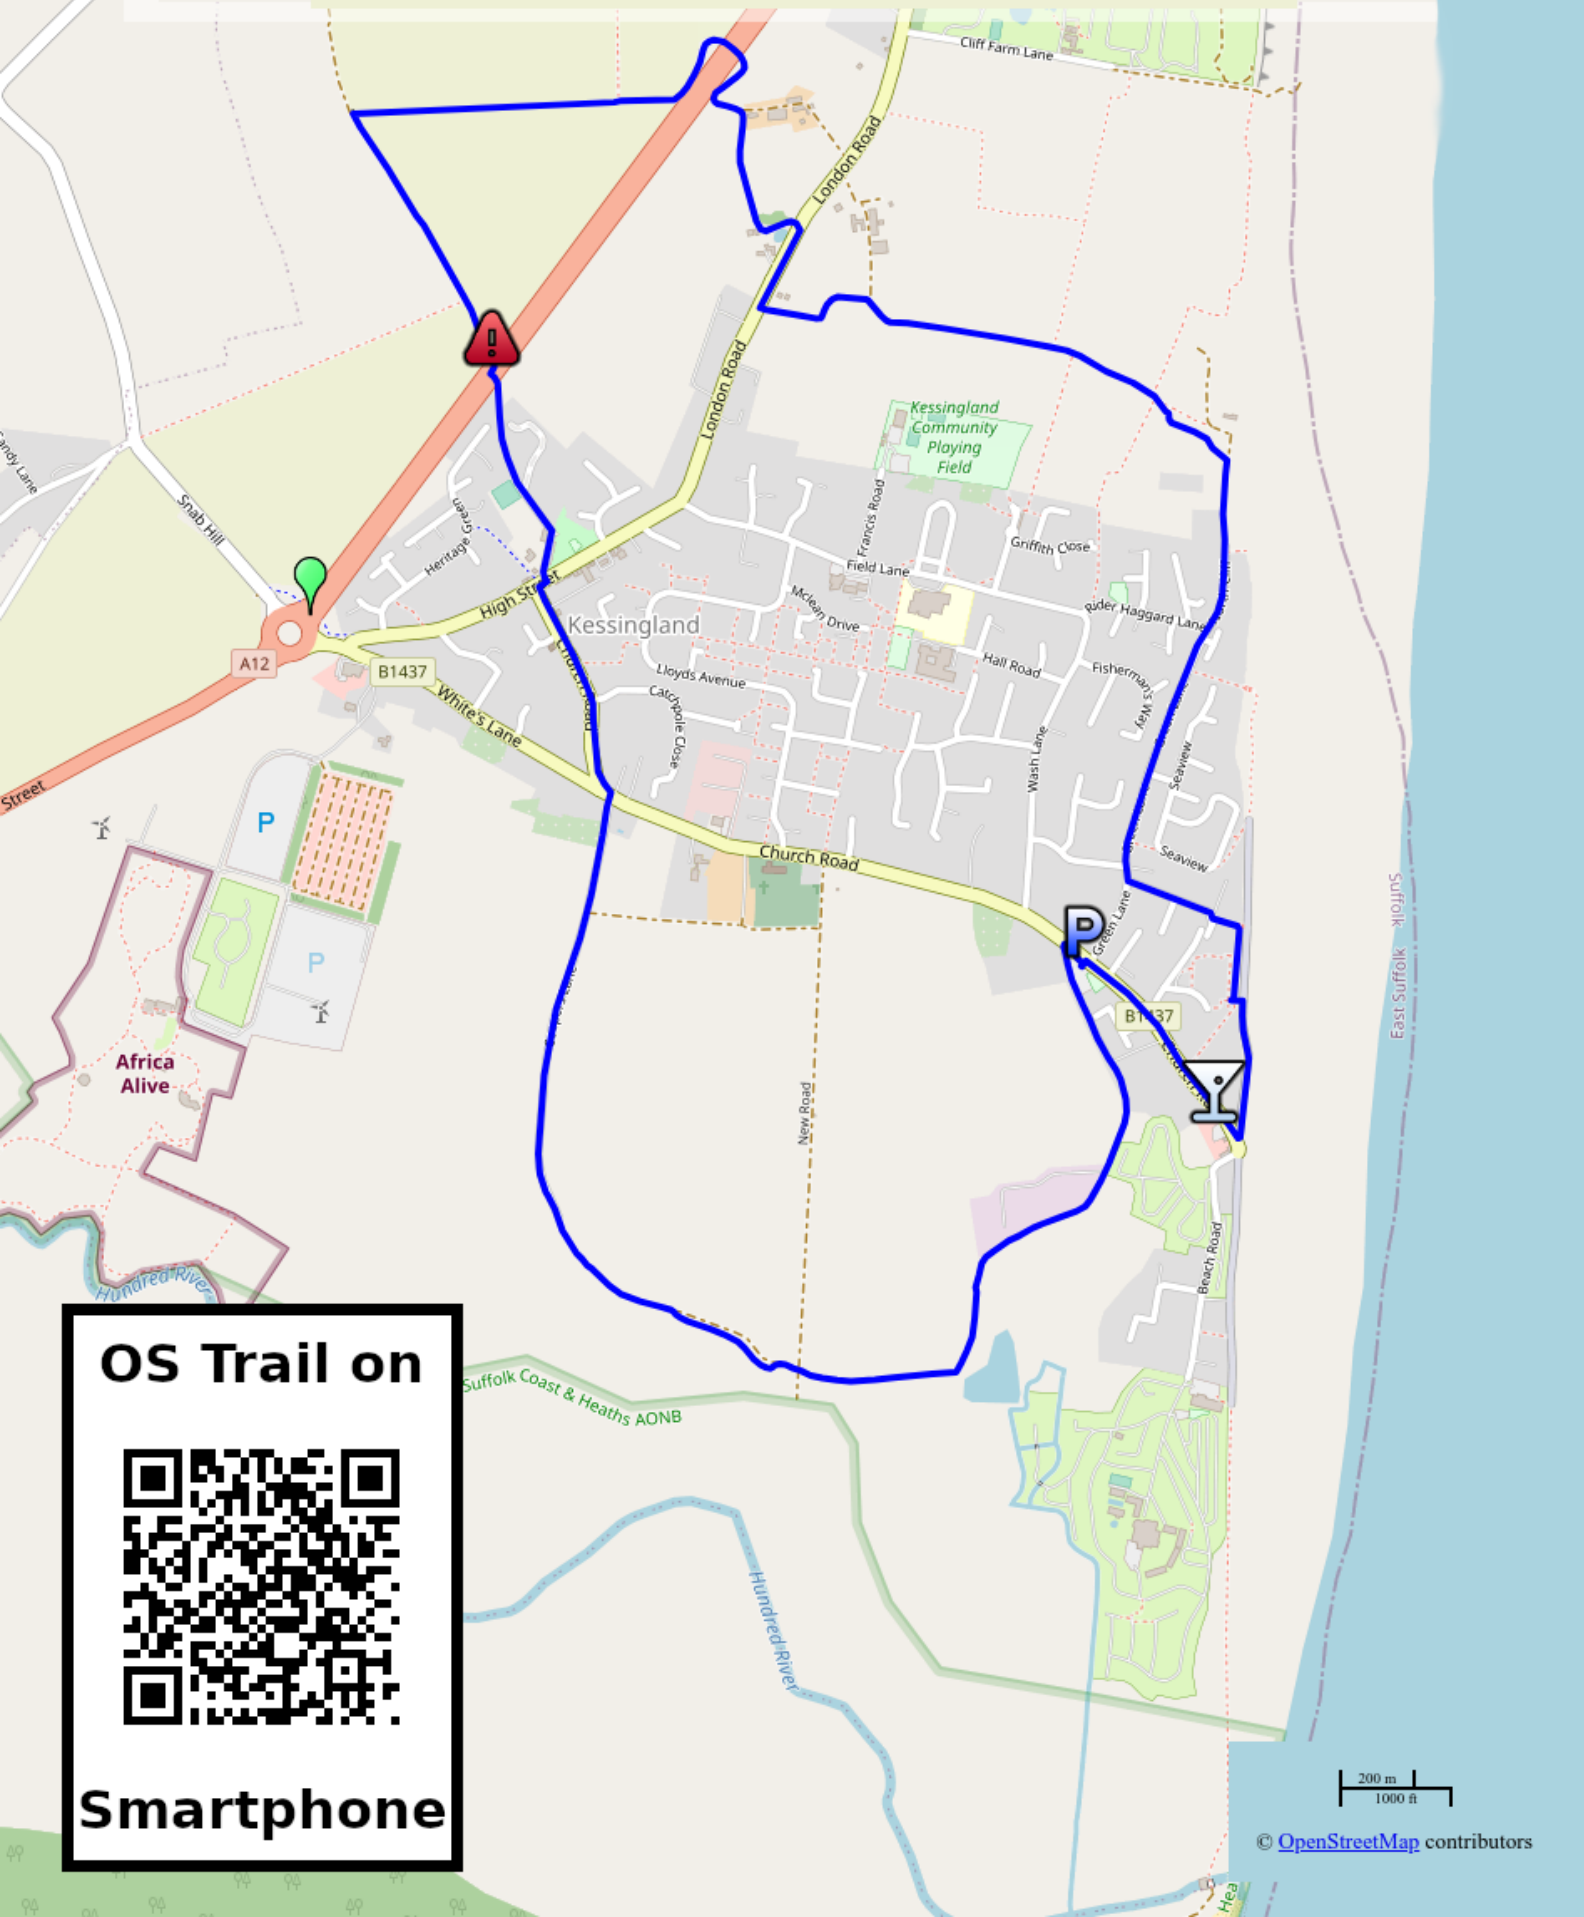 Cliff Farm Lane
London Road
London Road
Kessingland
Community
Playing
Field
Snab Hill
Heritage Green
Francis Road
Griffith Close
Field Lane
High Street
Kessingland
Mclean Drive
Rider Haggard Lane
A12
B1437
Church Road
Lloyds Avenue
Hall Road
Fisherman's Way
White's Lane
Catchpole Close
Wash Lane
Seaview
Street
P
Church Road
Seaview
P
Green Lane
Suffolk
East Suffolk
P
B1437
Africa
Alive
New Road
Beach Road
Hundred River
OS Trail on
Smartphone
Suffolk Coast & Heaths AONB
Hundred River
200 m
1000 ft
© OpenStreetMap contributors
Hea